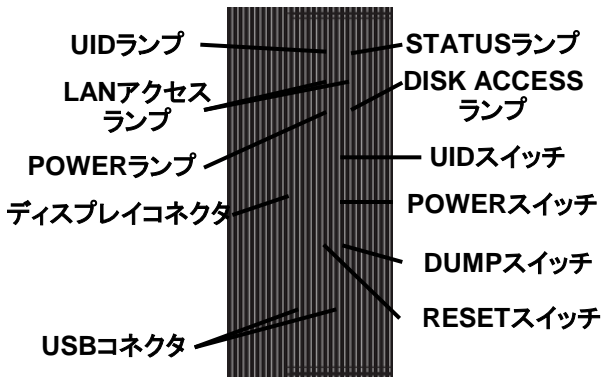 UIDランプ
STATUSランプ
LANアクセス
ランプ
DISK ACCESS
ランプ
POWERランプ
UIDスイッチ
ディスプレイコネクタ
POWERスイッチ
DUMPスイッチ
RESETスイッチ
USBコネクタ